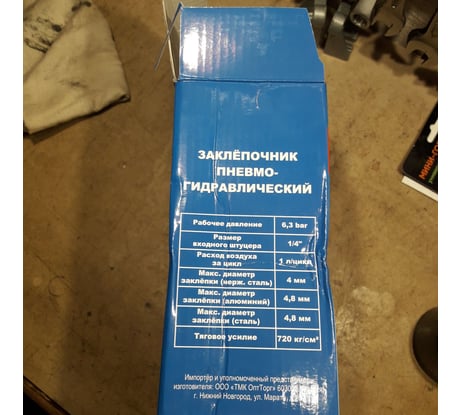 ЗАКЛЁПОЧНИК
ПНЕВМО-
ГИДРАВЛИЧЕСКИЙ
Рабочее давление 6,3 bar
Размер
входного штуцера 1/4"
Расход воздуха
за цикл 1 л/цикл
Макс. диаметр
заклёпки (нерж. сталь) 4 мм
Макс. диаметр
заклёпки (алюминий) 4,8 мм
Макс. диаметр
заклёпки (сталь) 4,8 мм
Тяговое усилие 720 кг/см²
Импортёр и уполномоченный
изготовителя: ООО «ТМК ОптТорг»
г. Нижний Новгород, ул.
МИНИ-